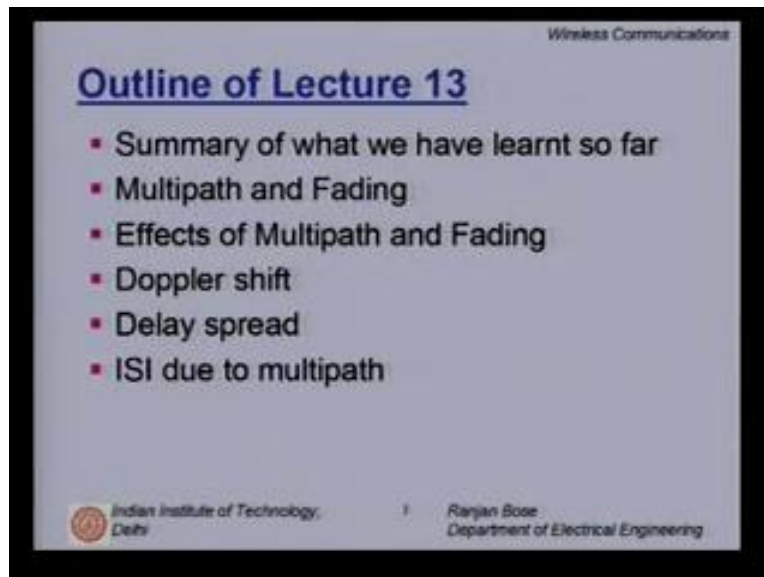 Wireless Communications
Outline of Lecture 13
Summary of what we have learnt so far
Multipath and Fading
Effects of Multipath and Fading
Doppler shift
Delay spread
ISI due to multipath
Indian Institute of Technology,
Delhi
1
Ranjan Bose
Department of Electrical Engineering